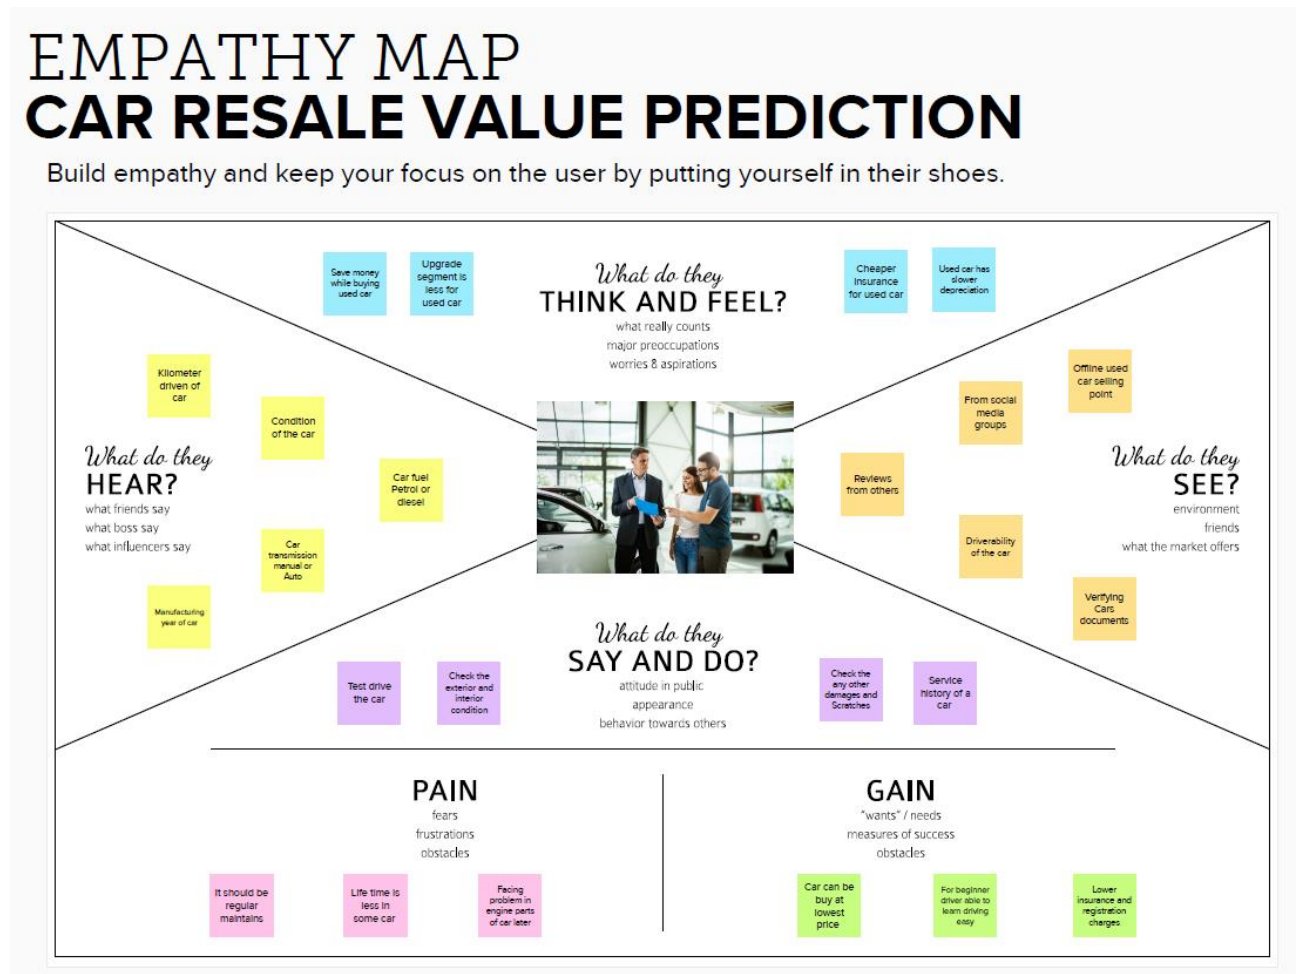 EMPATHY MAP
CAR RESALE VALUE PREDICTION
Build empathy and keep your focus on the user by putting yourself in their shoes.
Save money
while buying
used car
Upgrade
segment is
less for
used car
What do they
THINK AND FEEL?
what really counts
major preoccupations
worries & aspirations
Cheaper
Insurance
for used car
Used car has
slower
depreciation
Kilometer
driven of
car
Condition
of the car
Car fuel
Petrol or
diesel
Car
transmission
manual or
Auto
Manufacturing
year of car
What do they
HEAR?
what friends say
what boss say
what influencers say
Offline used
car selling
point
From social
media
groups
Reviews
from others
Driverability
of the car
Verifying
Cars
documents
What do they
SEE?
environment
friends
what the market offers
Test drive
the car
Check the
exterior and
interior
condition
What do they
SAY AND DO?
attitude in public
appearance
behavior towards others
Check the
any other
damages and
Scratches
Service
history of a
car
PAIN
fears
frustrations
obstacles
It should be
regular
maintains
Life time is
less in
some car
Facing
problem in
engine parts
of car later
GAIN
"wants" / needs
measures of success
obstacles
Car can be
buy at
lowest
price
For beginner
driver able to
learn driving
easy
Lower
insurance and
registration
charges